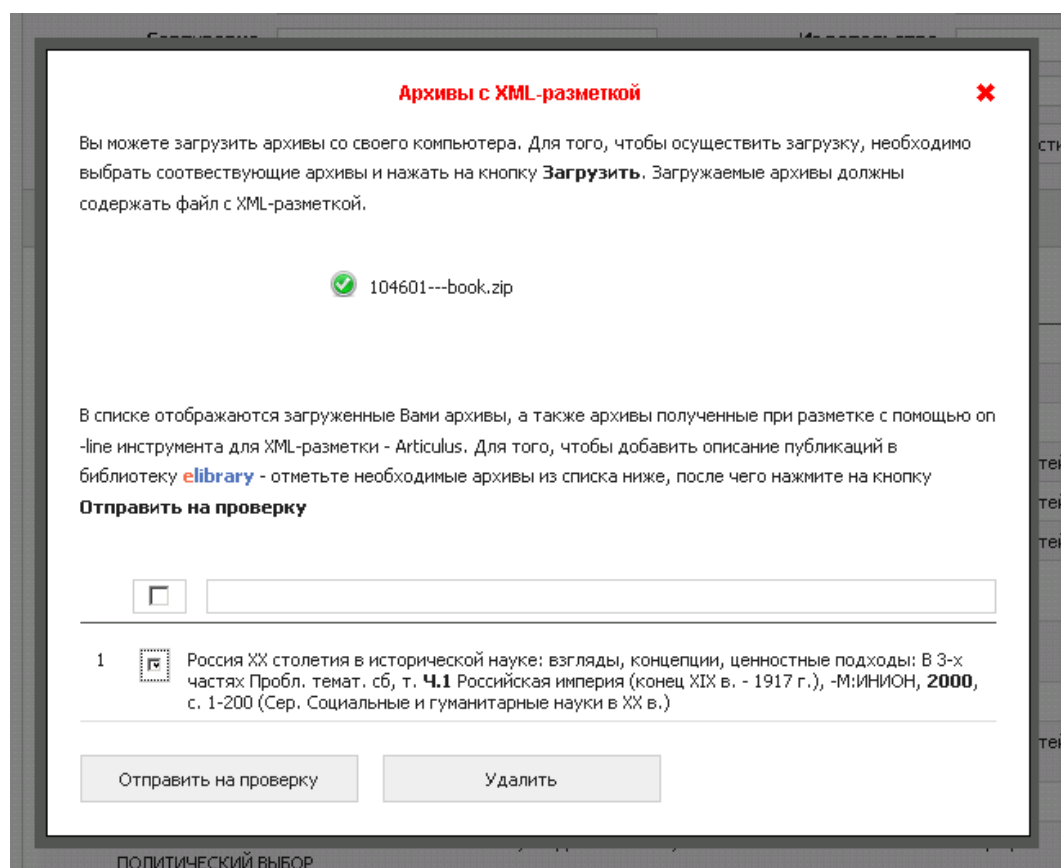 Архивы с XML-разметкой
Вы можете загрузить архивы со своего компьютера. Для того, чтобы осуществить загрузку, необходимо
выбрать соотвествующие архивы и нажать на кнопку Загрузить. Загружаемые архивы должны
содержать файл с XML-разметкой.
104601---book.zip
В списке отображаются загруженные Вами архивы, а также архивы полученные при разметке с помощью on
-line инструмента для XML-разметки - Articulus. Для того, чтобы добавить описание публикаций в
библиотеку elibrary - отметьте необходимые архивы из списка ниже, после чего нажмите на кнопку
Отправить на проверку
1 Россия XX столетия в исторической науке: взгляды, концепции, ценностные подходы: В 3-х
частях Пробл. темат. сб, т. Ч.1 Российская империя (конец XIX в. - 1917 г.), -М:ИНИОН, 2000,
с. 1-200 (Сер. Социальные и гуманитарные науки в XX в.)
Отправить на проверку Удалить
ПОЛИТИЧЕСКИЙ ВЫБОР